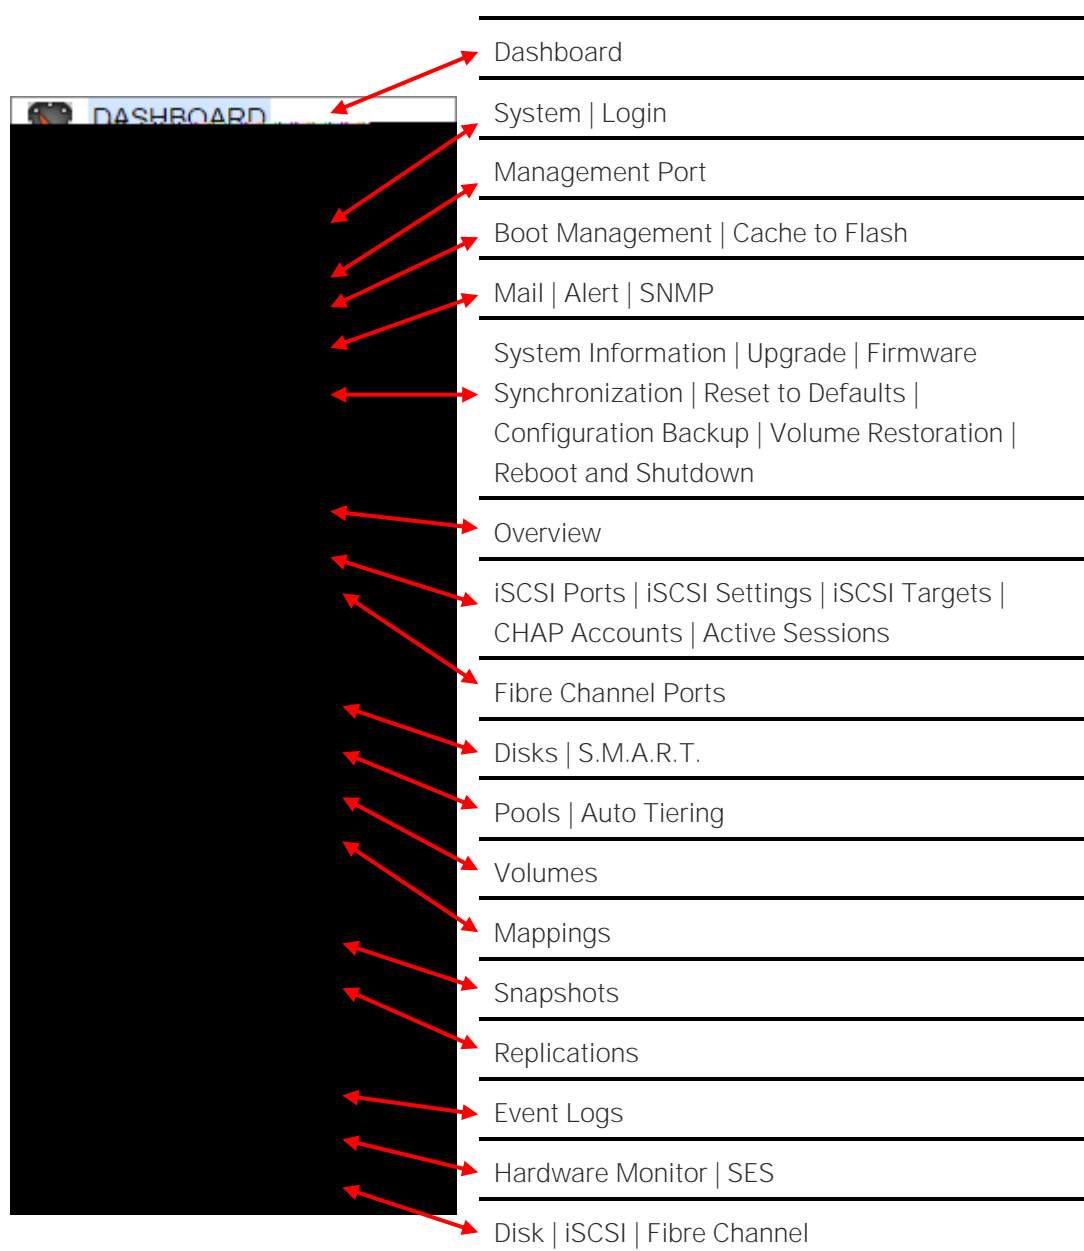 Dashboard
DASHBOARD
System | Login
Management Port
Boot Management | Cache to Flash
Mail | Alert | SNMP
System Information | Upgrade | Firmware
Synchronization | Reset to Defaults |
Configuration Backup | Volume Restoration |
Reboot and Shutdown
Overview
iSCSI Ports | iSCSI Settings | iSCSI Targets |
CHAP Accounts | Active Sessions
Fibre Channel Ports
Disks | S.M.A.R.T.
Pools | Auto Tiering
Volumes
Mappings
Snapshots
Replications
Event Logs
Hardware Monitor | SES
Disk | iSCSI | Fibre Channel